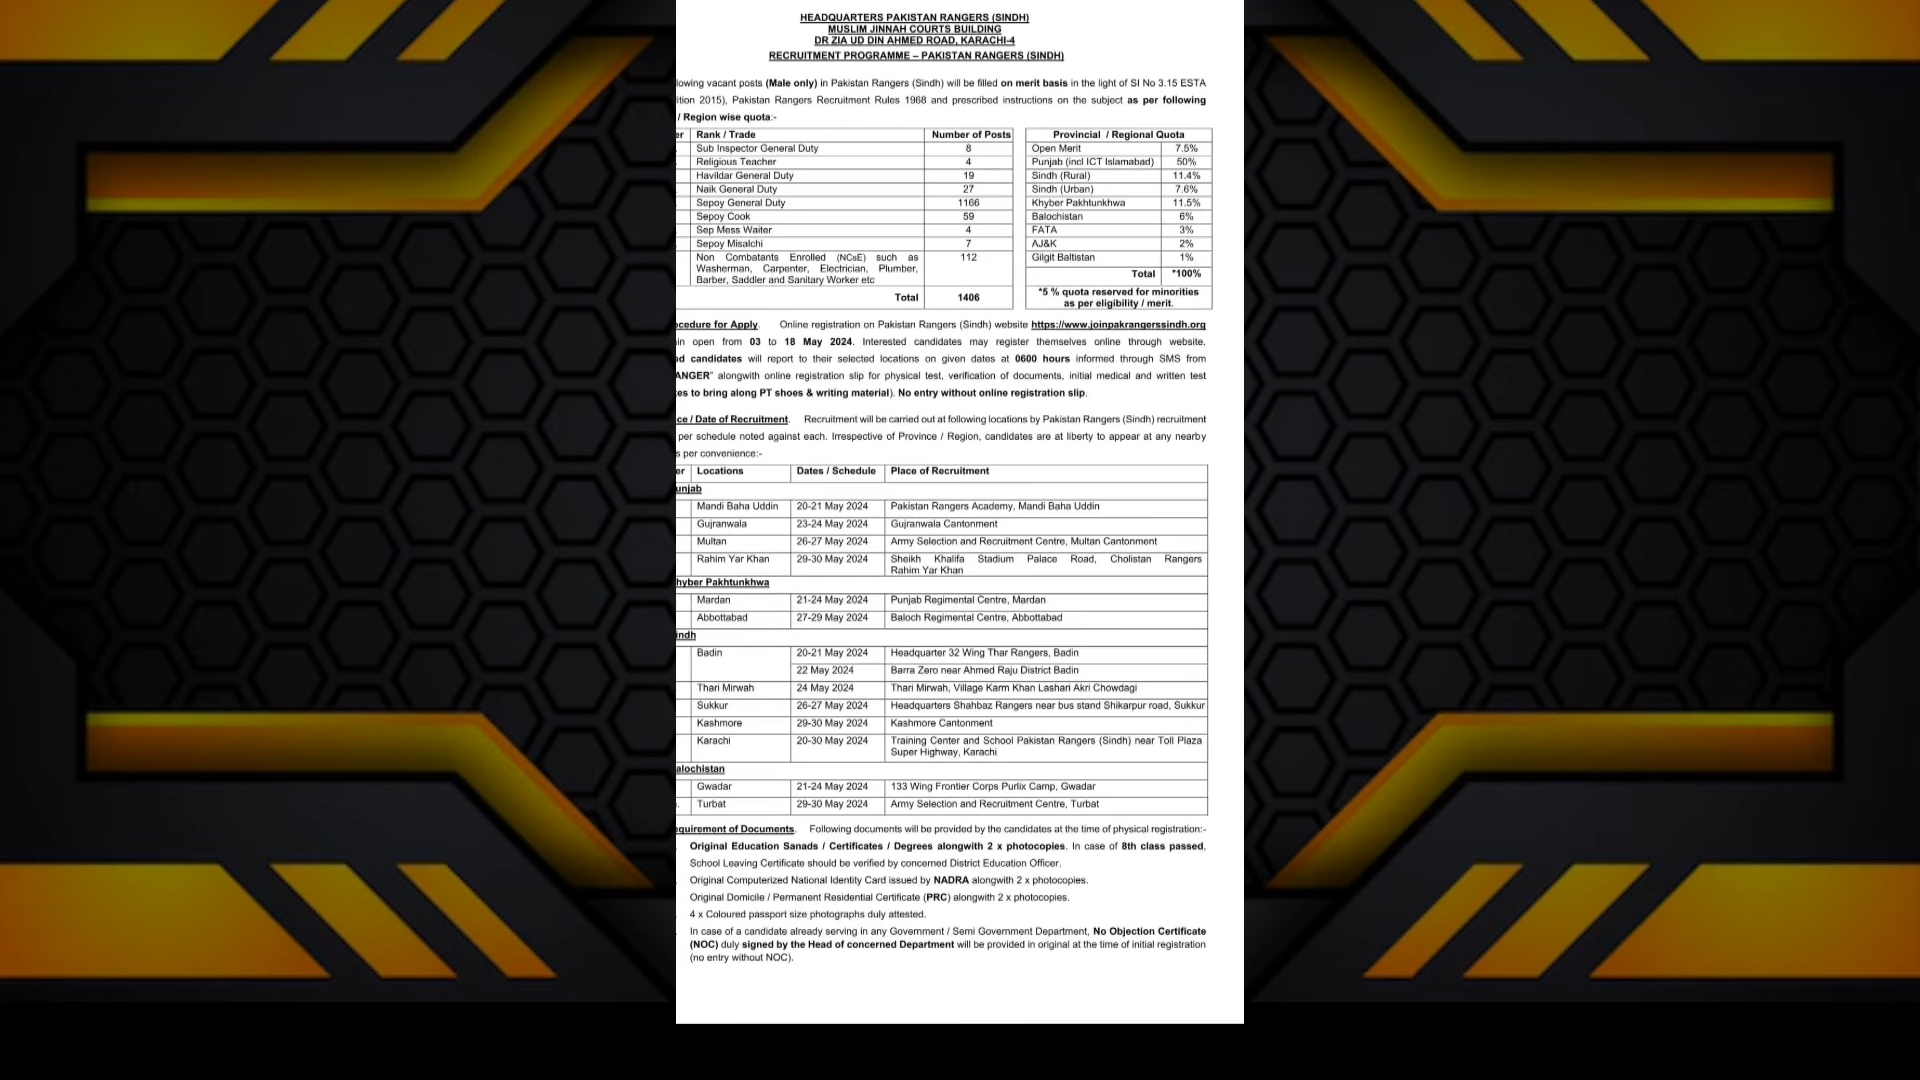 HEADQUARTERS PAKISTAN RANGERS (SINDH)
MUSLIM JINNAH COURTS BUILDING
DR ZIA UD DIN AHMED ROAD, KARACHI-4
RECRUITMENT PROGRAMME – PAKISTAN RANGERS (SINDH)
lowing vacant posts (Male only) in Pakistan Rangers (Sindh) will be filled on merit basis in the light of SI No 3.15 ESTA
ition 2015), Pakistan Rangers Recruitment Rules 1968 and prescribed instructions on the subject as per following
/ Region wise quota:-
er Rank / Trade Number of Posts
Sub Inspector General Duty 8
Religious Teacher 4
Havildar General Duty 19
Naik General Duty 27
Sepoy General Duty 1166
Sepoy Cook 59
Sep Mess Waiter 4
Sepoy Misalchi 7
Non Combatants Enrolled (NCsE) such as 112
Washerman, Carpenter, Electrician, Plumber,
Barber, Saddler and Sanitary Worker etc
Total 1406
Provincial / Regional Quota
Open Merit 7.5%
Punjab (incl ICT Islamabad) 50%
Sindh (Rural) 11.4%
Sindh (Urban) 7.6%
Khyber Pakhtunkhwa 11.5%
Balochistan 6%
FATA 3%
AJ&K 2%
Gilgit Baltistan 1%
Total *100%
*5 % quota reserved for minorities
as per eligibility / merit.
ocedure for Apply. Online registration on Pakistan Rangers (Sindh) website https://www.joinpakrangerssindh.org
in open from 03 to 18 May 2024. Interested candidates may register themselves online through website.
ed candidates will report to their selected locations on given dates at 0600 hours informed through SMS from
ANGER" alongwith online registration slip for physical test, verification of documents, initial medical and written test
es to bring along PT shoes & writing material). No entry without online registration slip.
ce / Date of Recruitment. Recruitment will be carried out at following locations by Pakistan Rangers (Sindh) recruitment
per schedule noted against each. Irrespective of Province / Region, candidates are at liberty to appear at any nearby
s per convenience:-
er Locations Dates / Schedule Place of Recruitment
unjab
Mandi Baha Uddin 20-21 May 2024 Pakistan Rangers Academy, Mandi Baha Uddin
Gujranwala 23-24 May 2024 Gujranwala Cantonment
Multan 26-27 May 2024 Army Selection and Recruitment Centre, Multan Cantonment
Rahim Yar Khan 29-30 May 2024 Sheikh Khalifa Stadium Palace Road, Cholistan Rangers
Rahim Yar Khan
hyber Pakhtunkhwa
Mardan 21-24 May 2024 Punjab Regimental Centre, Mardan
Abbottabad 27-29 May 2024 Baloch Regimental Centre, Abbottabad
indh
Badin 20-21 May 2024 Headquarter 32 Wing Thar Rangers, Badin
22 May 2024 Barra Zero near Ahmed Raju District Badin
Thari Mirwah 24 May 2024 Thari Mirwah, Village Karm Khan Lashari Akri Chowdagi
Sukkur 26-27 May 2024 Headquarters Shahbaz Rangers near bus stand Shikarpur road, Sukkur
Kashmore 29-30 May 2024 Kashmore Cantonment
Karachi 20-30 May 2024 Training Center and School Pakistan Rangers (Sindh) near Toll Plaza
Super Highway, Karachi
alochistan
Gwadar 21-24 May 2024 133 Wing Frontier Corps Purlix Camp, Gwadar
. Turbat 29-30 May 2024 Army Selection and Recruitment Centre, Turbat
equirement of Documents. Following documents will be provided by the candidates at the time of physical registration:-
Original Education Sanads / Certificates / Degrees alongwith 2 x photocopies. In case of 8th class passed,
School Leaving Certificate should be verified by concerned District Education Officer.
Original Computerized National Identity Card issued by NADRA alongwith 2 x photocopies.
Original Domicile / Permanent Residential Certificate (PRC) alongwith 2 x photocopies.
4 x Coloured passport size photographs duly attested.
In case of a candidate already serving in any Government / Semi Government Department, No Objection Certificate
(NOC) duly signed by the Head of concerned Department will be provided in original at the time of initial registration
(no entry without NOC).